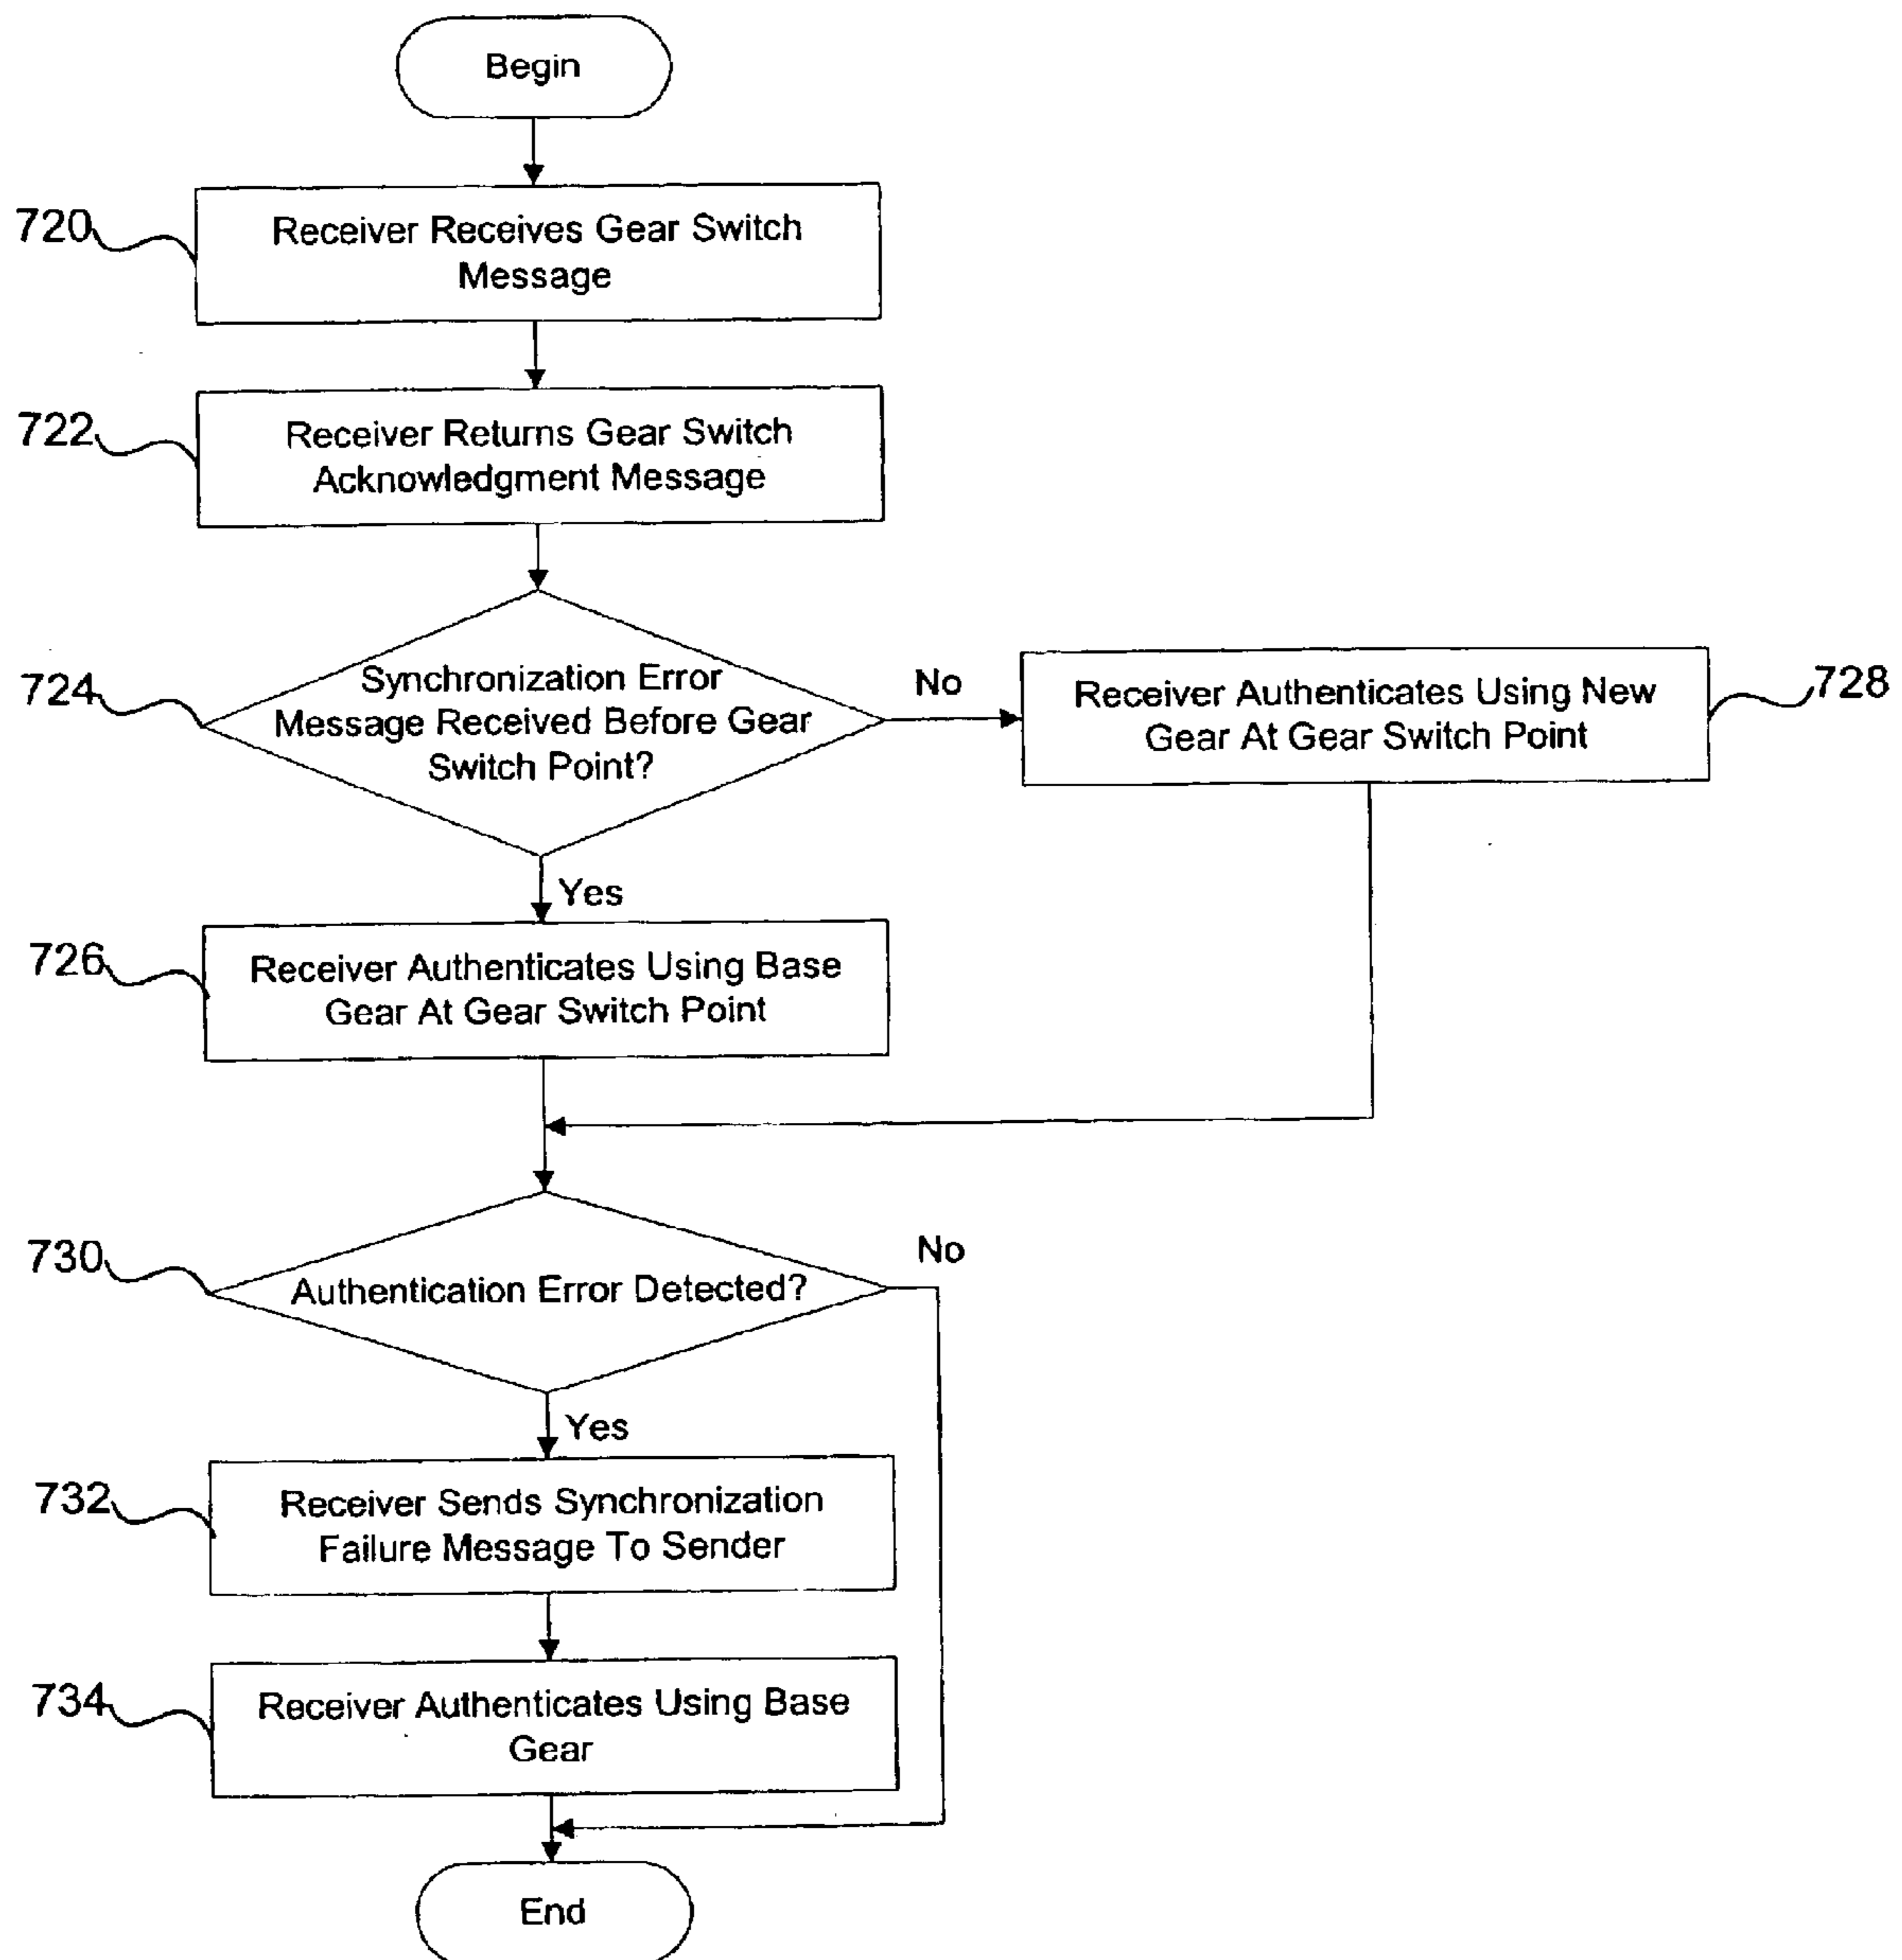 Begin
720
Receiver Receives Gear Switch
Message
722
Receiver Returns Gear Switch
Acknowledgment Message
724
Synchronization Error
Message Received Before Gear
Switch Point?
No
Receiver Authenticates Using New
Gear At Gear Switch Point
728
Yes
726
Receiver Authenticates Using Base
Gear At Gear Switch Point
730
Authentication Error Detected?
No
Yes
732
Receiver Sends Synchronization
Failure Message To Sender
734
Receiver Authenticates Using Base
Gear
End